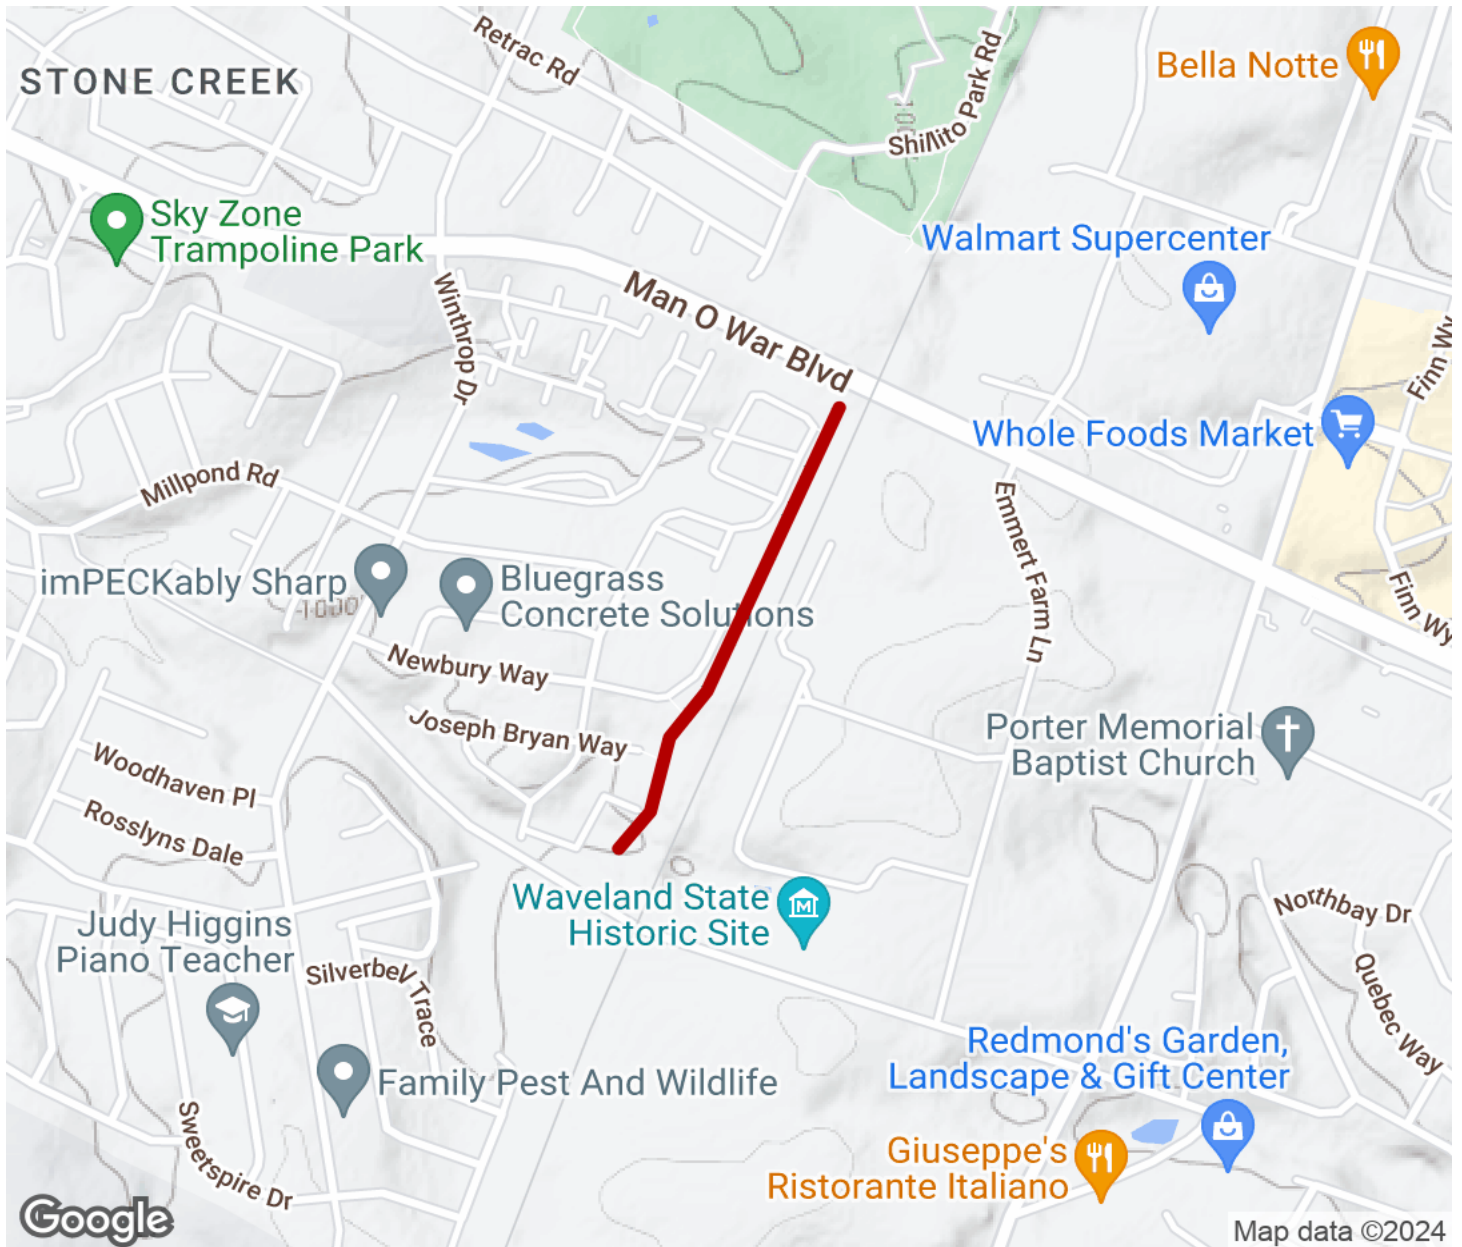 Retrac Rd
STONE CREEK
Bella Notte
Shillito Park Rd
Sky Zone
Trampoline Park
Walmart Supercenter
Man O War Blvd
Winthrop Dr
Finn Wy
Whole Foods Market
Millpond Rd
Emmert Farm Ln
imPECKably Sharp
1000
Bluegrass
Concrete Solutions
Finn Wy
Newbury Way
Joseph Bryan Way
Porter Memorial
Baptist Church
Woodhaven Pl
Rosslyns Dale
Waveland State
Historic Site
Northbay Dr
Judy Higgins
Piano Teacher
Silverbell Trace
Quebec Way
Redmond's Garden,
Landscape & Gift Center
Family Pest And Wildlife
Sweetspire Dr
Giuseppe's
Ristorante Italiano
Google
Map data ©2024